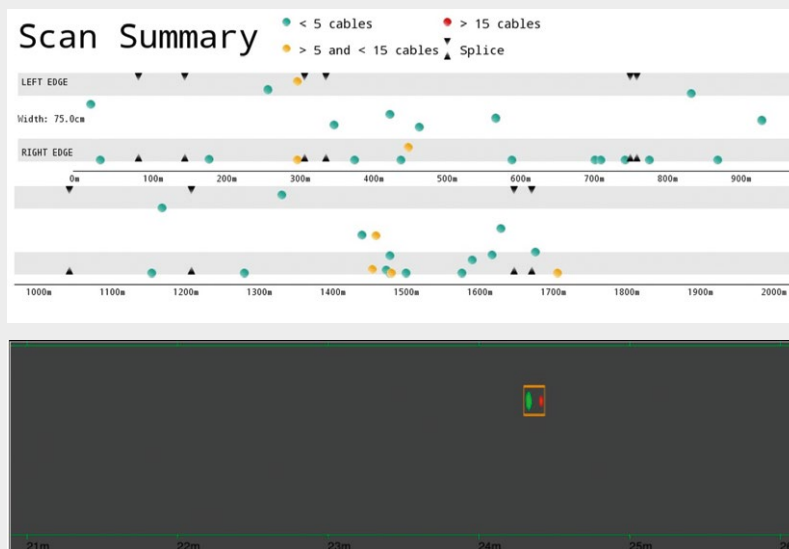 Scan Summary
< 5 cables
> 15 cables
> 5 and < 15 cables
Splice
LEFT EDGE
Width: 75.0cm
RIGHT EDGE
0m 100m 200m 300m 400m 500m 600m 700m 800m 900m
1000m 1100m 1200m 1300m 1400m 1500m 1600m 1700m 1800m 1900m 2000m
21m 22m 23m 24m 25m